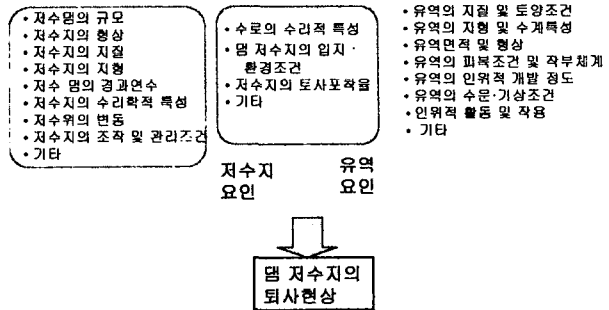 • 저수댐의 규모
• 저수지의 형상
• 저수지의 지질
• 저수지의 지형
• 저수 댐의 경과연수
• 저수지의 수리학적 특성
• 저수위의 변동
• 저수지의 조작 및 관리조건
• 기타
• 수로의 수리적 특성
• 댐 저수지의 입지·
환경조건
• 저수지의 토사포착율
• 기타
• 유역의 지질 및 토양조건
• 유역의 지형 및 수계특성
• 유역면적 및 형상
• 유역의 피복조건 및 작부체계
• 유역의 인위적 개발 정도
• 유역의 수문·기상조건
• 인위적 활동 및 작용
• 기타
저수지
요인
유역
요인
댐 저수지의
퇴사현상